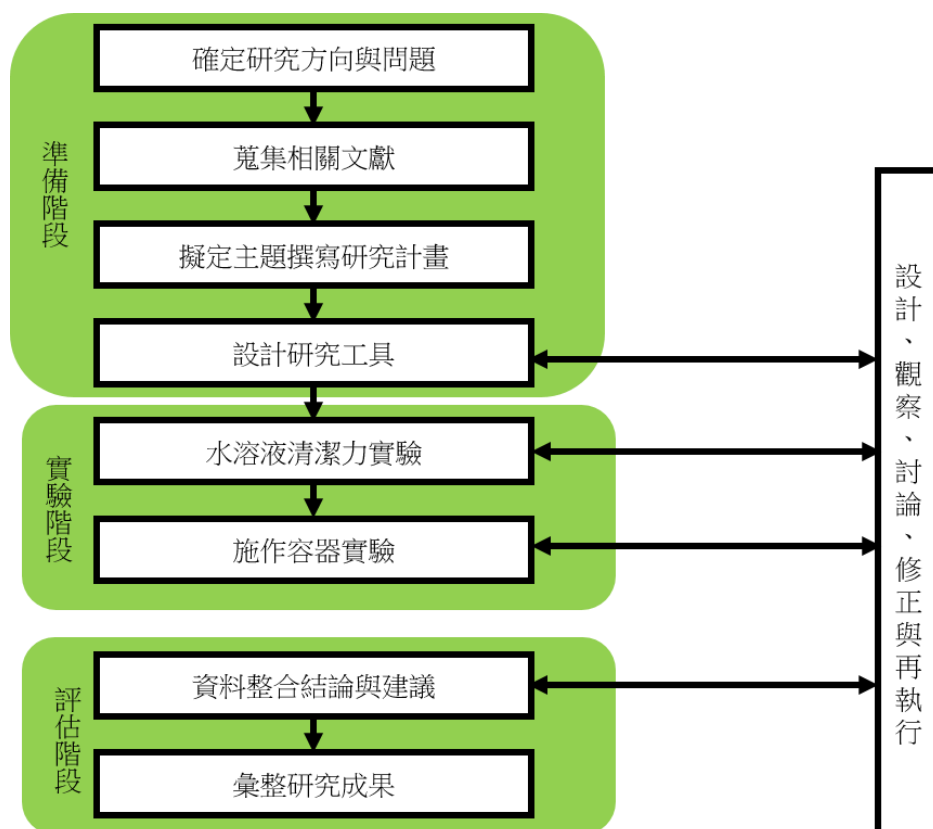 準備階段
確定研究方向與問題
蒐集相關文獻
擬定主題撰寫研究計畫
設計研究工具
實驗階段
水溶液清潔力實驗
施作容器實驗
評估階段
資料整合結論與建議
彙整研究成果
設計、觀察、討論、修正與再執行